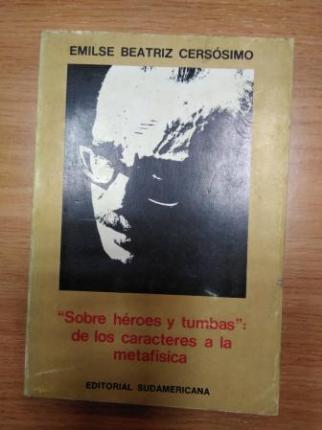 EMILSE BEATRIZ CERSÓSIMO
"Sobre héroes y tumbas":
de los caracteres a la
metafísica
EDITORIAL SUDAMERICANA